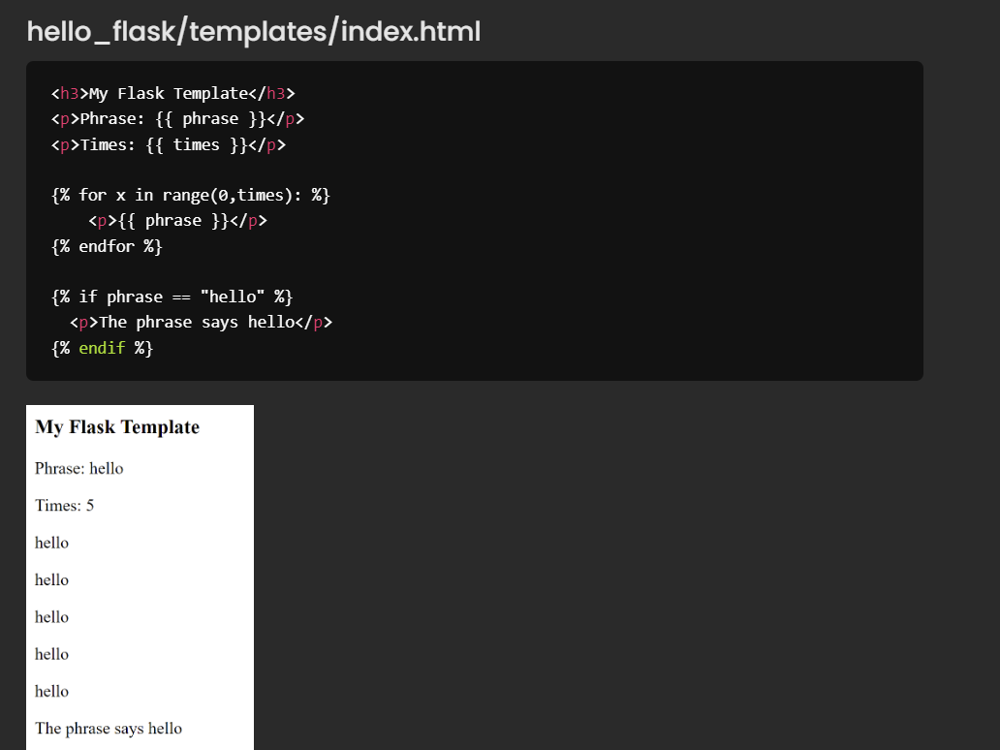 hello_flask/templates/index.html
<h3>My Flask Template</h3>
<p>Phrase: {{ phrase }}</p>
<p>Times: {{ times }}</p>
{% for x in range(0,times): %}
    <p>{{ phrase }}</p>
{% endfor %}
{% if phrase == "hello" %}
  <p>The phrase says hello</p>
{% endif %}
My Flask Template
Phrase: hello
Times: 5
hello
hello
hello
hello
hello
The phrase says hello